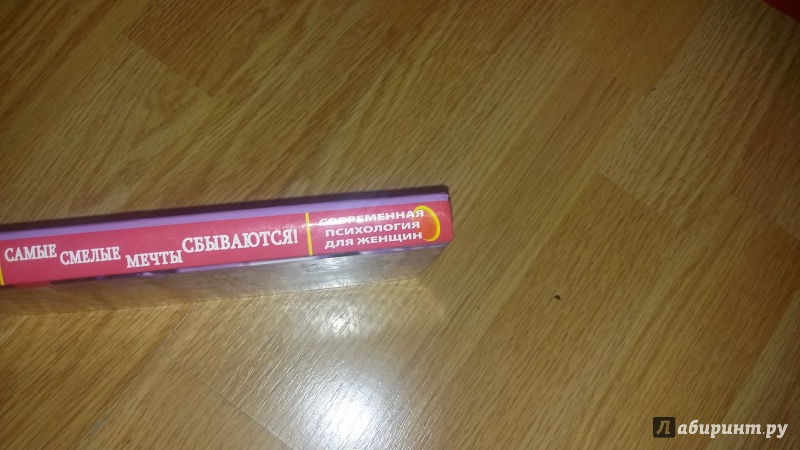 САМЫЕ СМЕЛЫЕ МЕЧТЫ СБЫВАЮТСЯ!
СОВРЕМЕННАЯ
ПСИХОЛОГИЯ
ДЛЯ ЖЕНЩИН
Лабиринт.ру